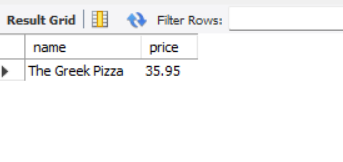 Result Grid Filter Rows:
name price
The Greek Pizza 35.95